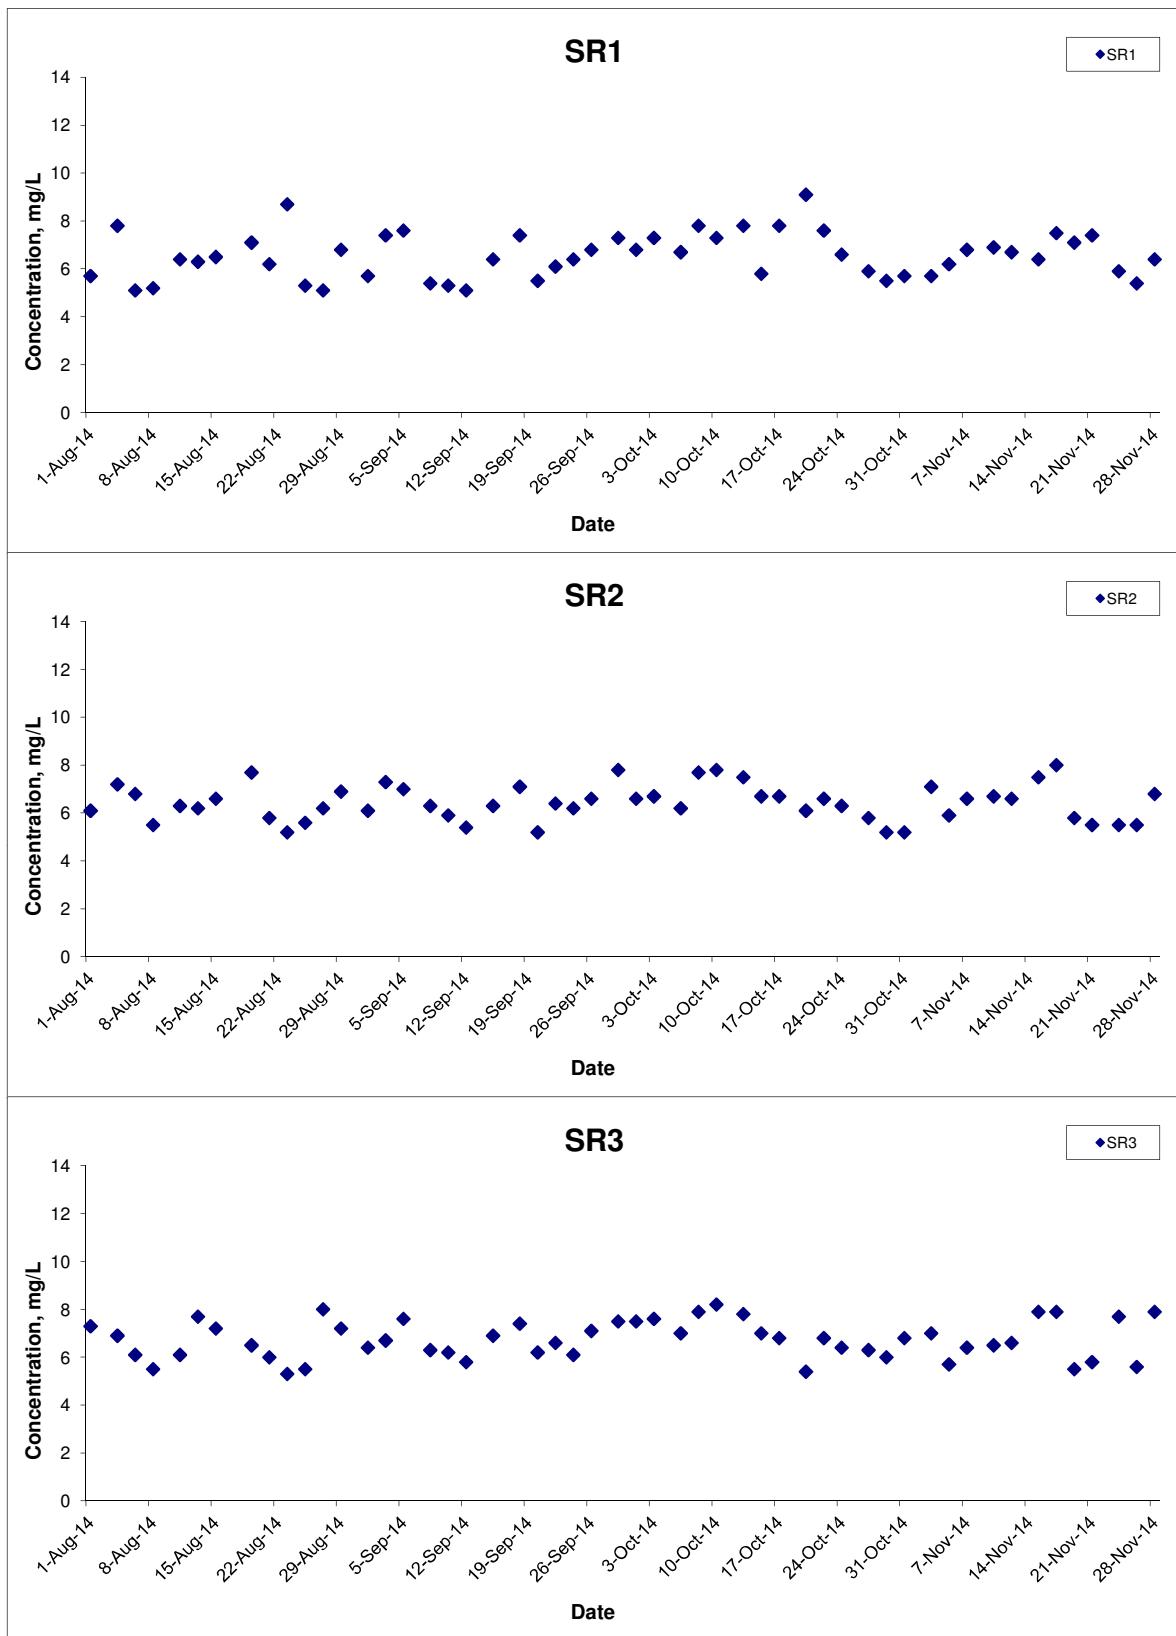 SR1
SR1
14
12
10
8
6
4
2
0
Concentration, mg/L
1-Aug-14
8-Aug-14
15-Aug-14
22-Aug-14
29-Aug-14
5-Sep-14
12-Sep-14
19-Sep-14
26-Sep-14
3-Oct-14
10-Oct-14
17-Oct-14
24-Oct-14
31-Oct-14
7-Nov-14
14-Nov-14
21-Nov-14
28-Nov-14
Date
SR2
SR2
14
12
10
8
6
4
2
0
Concentration, mg/L
1-Aug-14
8-Aug-14
15-Aug-14
22-Aug-14
29-Aug-14
5-Sep-14
12-Sep-14
19-Sep-14
26-Sep-14
3-Oct-14
10-Oct-14
17-Oct-14
24-Oct-14
31-Oct-14
7-Nov-14
14-Nov-14
21-Nov-14
28-Nov-14
Date
SR3
SR3
14
12
10
8
6
4
2
0
Concentration, mg/L
1-Aug-14
8-Aug-14
15-Aug-14
22-Aug-14
29-Aug-14
5-Sep-14
12-Sep-14
19-Sep-14
26-Sep-14
3-Oct-14
10-Oct-14
17-Oct-14
24-Oct-14
31-Oct-14
7-Nov-14
14-Nov-14
21-Nov-14
28-Nov-14
Date